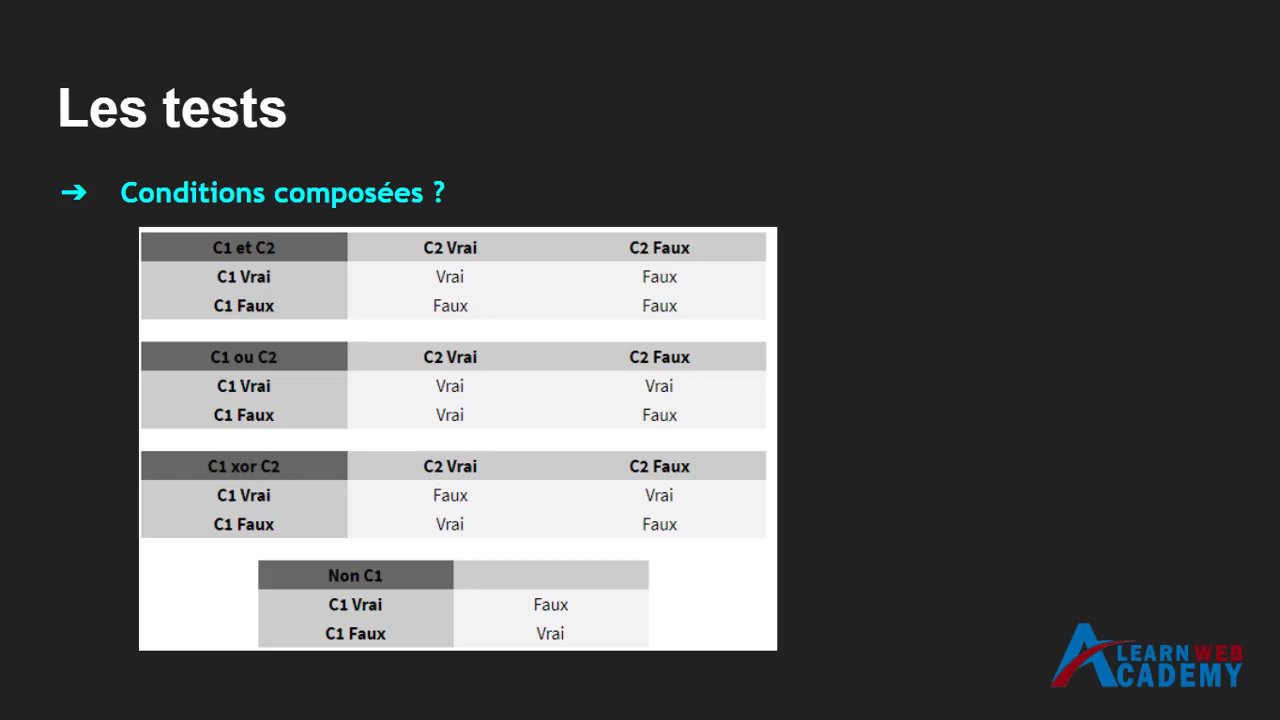 Les tests
➔ Conditions composées ?
C1 et C2 C2 Vrai C2 Faux
C1 Vrai Vrai Faux
C1 Faux Faux Faux
C1 ou C2 C2 Vrai C2 Faux
C1 Vrai Vrai Vrai
C1 Faux Vrai Faux
C1 xor C2 C2 Vrai C2 Faux
C1 Vrai Faux Vrai
C1 Faux Vrai Faux
Non C1
C1 Vrai Faux
C1 Faux Vrai
LEARN WEB
ACADEMY